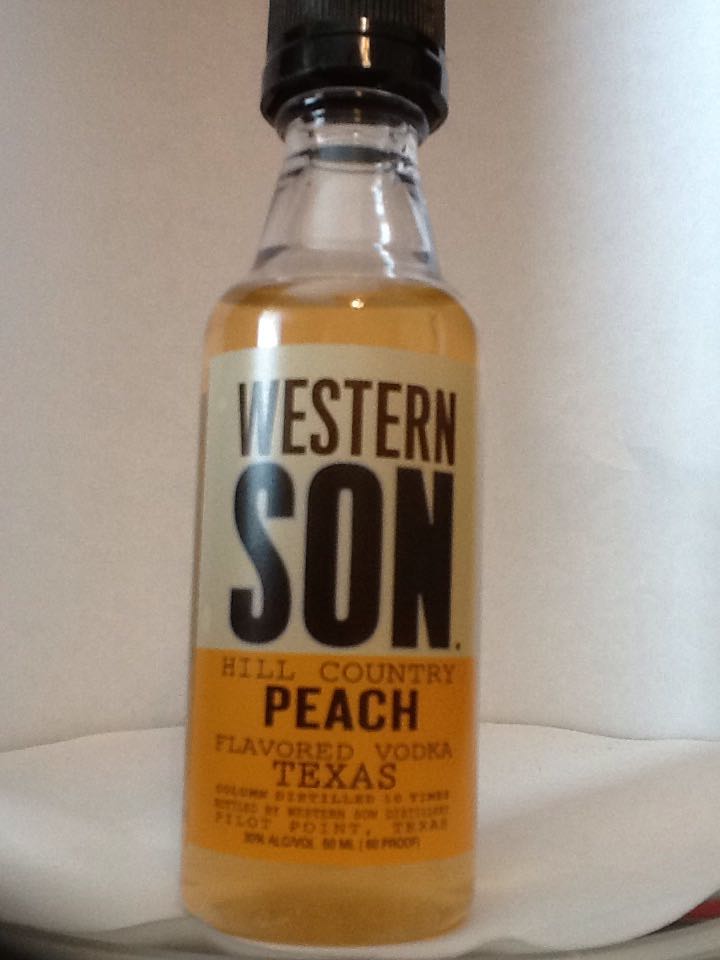 WESTERN
SON.
HILL COUNTRY
PEACH
FLAVORED VODKA
TEXAS
COLUMN DISTILLED 10 TIMES
BOTTLED BY WESTERN SON DISTILLERY
PILOT POINT, TEXAS
30% ALC/VOL 50 ML (60 PROOF)